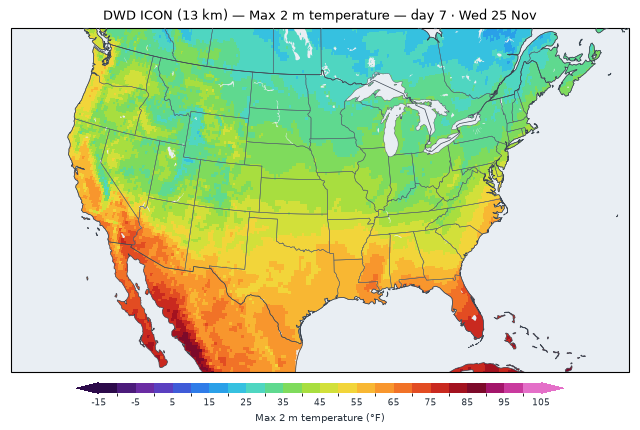 DWD ICON (13 km) — Max 2 m temperature — day 7 · Wed 25 Nov
-15 -5 5 15 25 35 45 55 65 75 85 95 105
Max 2 m temperature (°F)